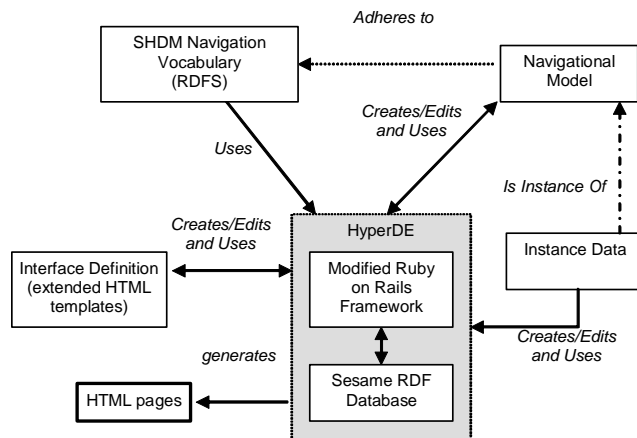 Adheres to
SHDM Navigation
Vocabulary
(RDFS)
Navigational
Model
Creates/Edits
and Uses
Uses
Is Instance Of
Creates/Edits
and Uses
HyperDE
Instance Data
Interface Definition
(extended HTML
templates)
Modified Ruby
on Rails
Framework
Creates/Edits
and Uses
generates
Sesame RDF
Database
HTML pages